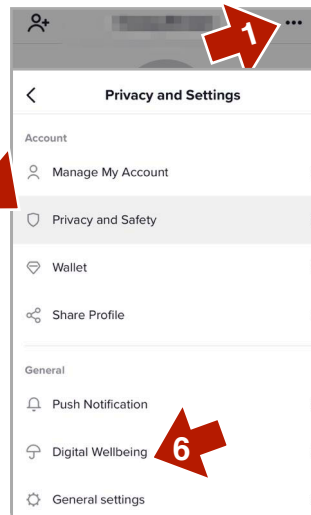 1
Privacy and Settings
Account
Manage My Account
Privacy and Safety
Wallet
Share Profile
General
Push Notification
Digital Wellbeing 6
General settings